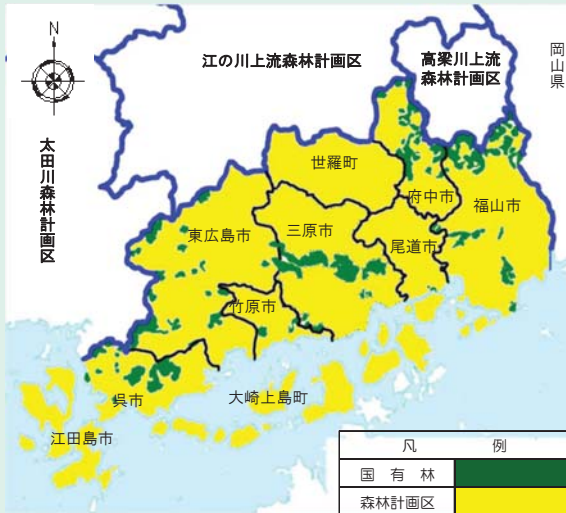 N
江の川上流森林計画区
高梁川上流
森林計画区
岡山県
太田川森林計画区
世羅町
府中市
福山市
東広島市
三原市
尾道市
竹原市
呉市
大崎上島町
江田島市
凡 例
国 有 林
森林計画区